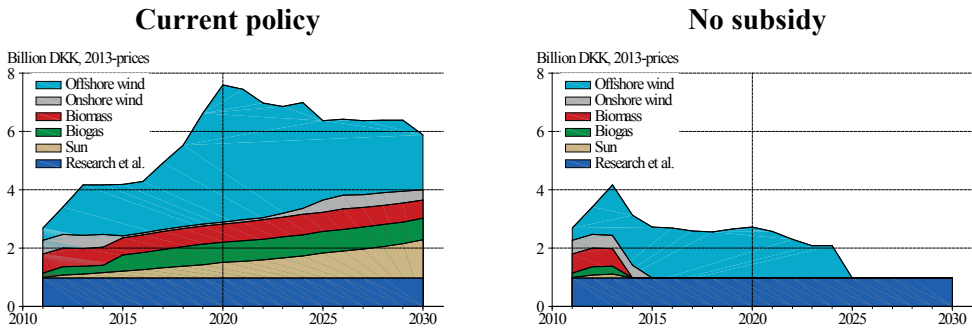 Current policy
Billion DKK, 2013-prices
8
6
4
2
0
2010
2015
2020
2025
2030
Offshore wind
Onshore wind
Biomass
Biogas
Sun
Research et al.
No subsidy
Billion DKK, 2013-prices
8
6
4
2
0
2010
2015
2020
2025
2030
Offshore wind
Onshore wind
Biomass
Biogas
Sun
Research et al.